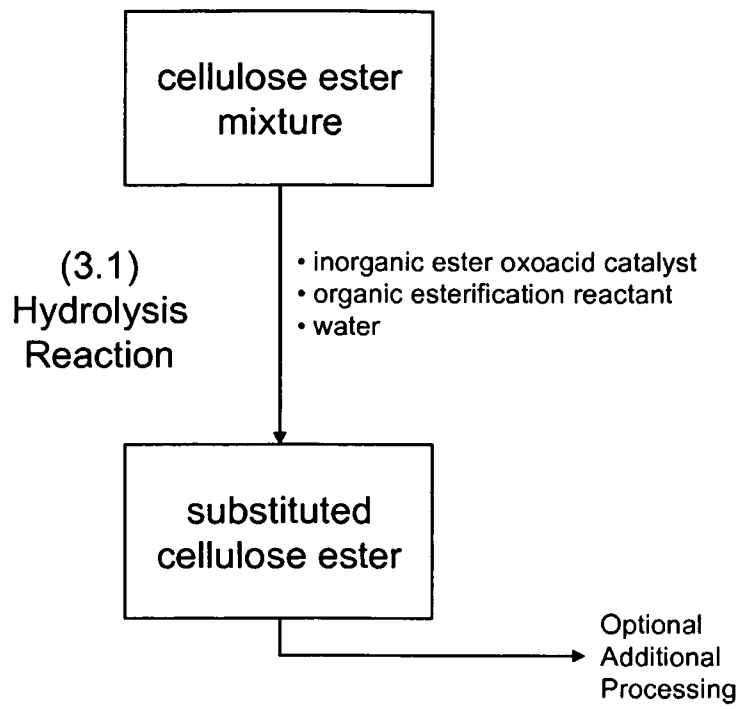 cellulose ester
mixture
(3.1)
Hydrolysis
Reaction
• inorganic ester oxoacid catalyst
• organic esterification reactant
• water
substituted
cellulose ester
Optional
Additional
Processing